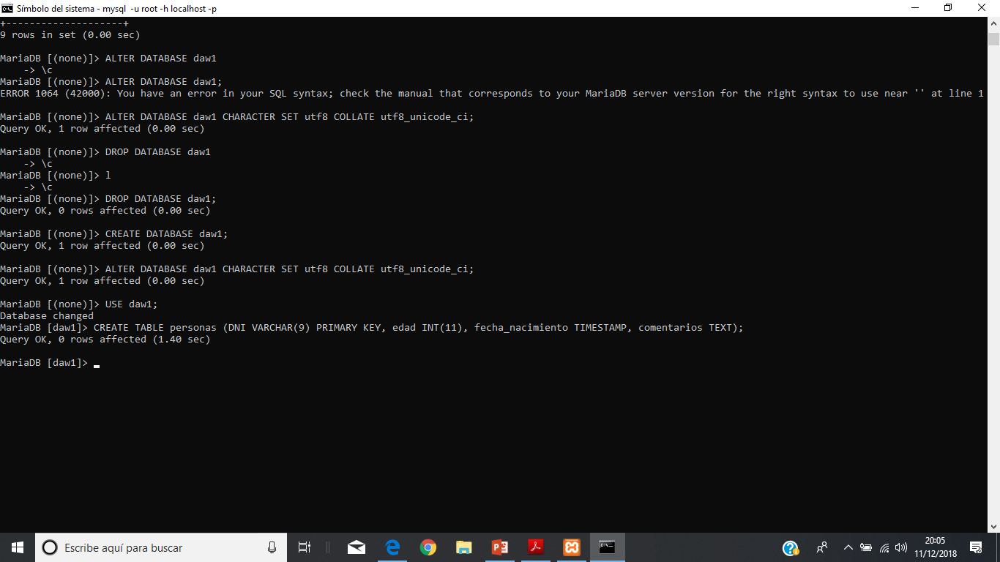 Símbolo del sistema - mysql -u root -h localhost -p
+--------------------+
9 rows in set (0.00 sec)
MariaDB [(none)]> ALTER DATABASE daw1
    -> \c
MariaDB [(none)]> ALTER DATABASE daw1;
ERROR 1064 (42000): You have an error in your SQL syntax; check the manual that corresponds to your MariaDB server version for the right syntax to use near '' at line 1
MariaDB [(none)]> ALTER DATABASE daw1 CHARACTER SET utf8 COLLATE utf8_unicode_ci;
Query OK, 1 row affected (0.00 sec)
MariaDB [(none)]> DROP DATABASE daw1
    -> \c
MariaDB [(none)]> l
    -> \c
MariaDB [(none)]> DROP DATABASE daw1;
Query OK, 0 rows affected (0.00 sec)
MariaDB [(none)]> CREATE DATABASE daw1;
Query OK, 1 row affected (0.00 sec)
MariaDB [(none)]> ALTER DATABASE daw1 CHARACTER SET utf8 COLLATE utf8_unicode_ci;
Query OK, 1 row affected (0.00 sec)
MariaDB [(none)]> USE daw1;
Database changed
MariaDB [daw1]> CREATE TABLE personas (DNI VARCHAR(9) PRIMARY KEY, edad INT(11), fecha_nacimiento TIMESTAMP, comentarios TEXT);
Query OK, 0 rows affected (1.40 sec)
MariaDB [daw1]>
Escribe aquí para buscar
20:05
11/12/2018